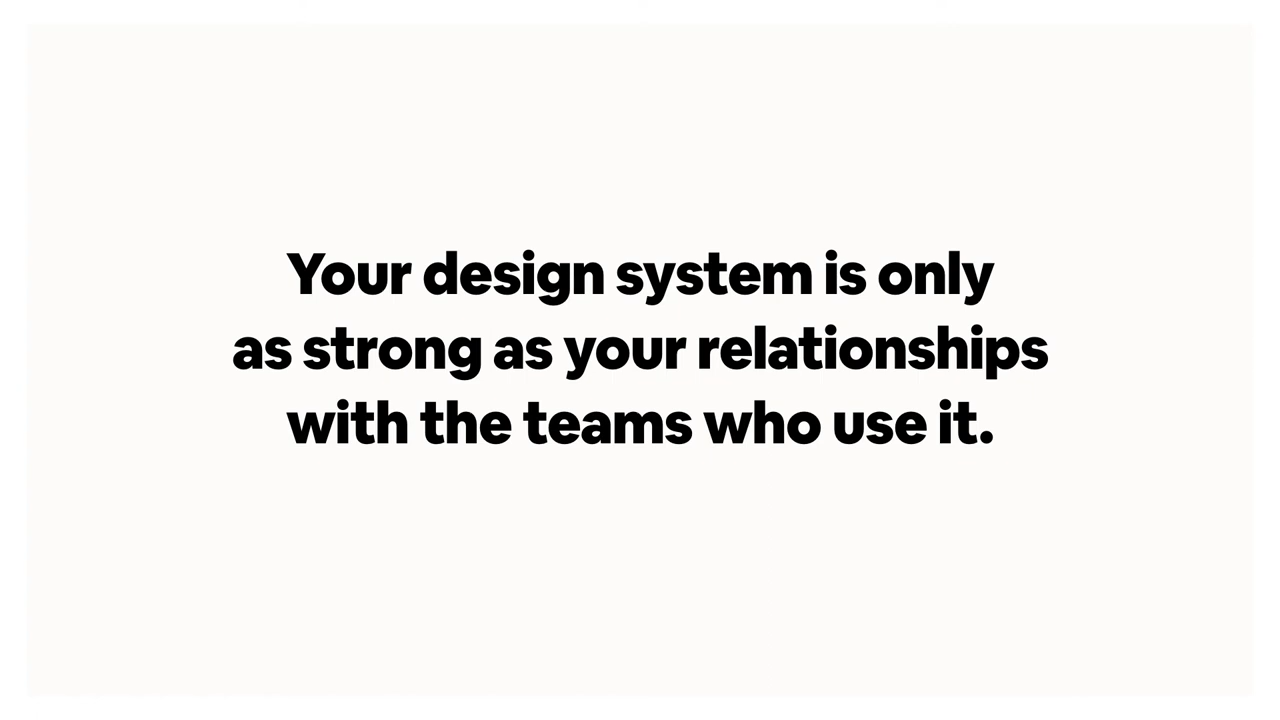 Your design system is only
as strong as your relationships
with the teams who use it.